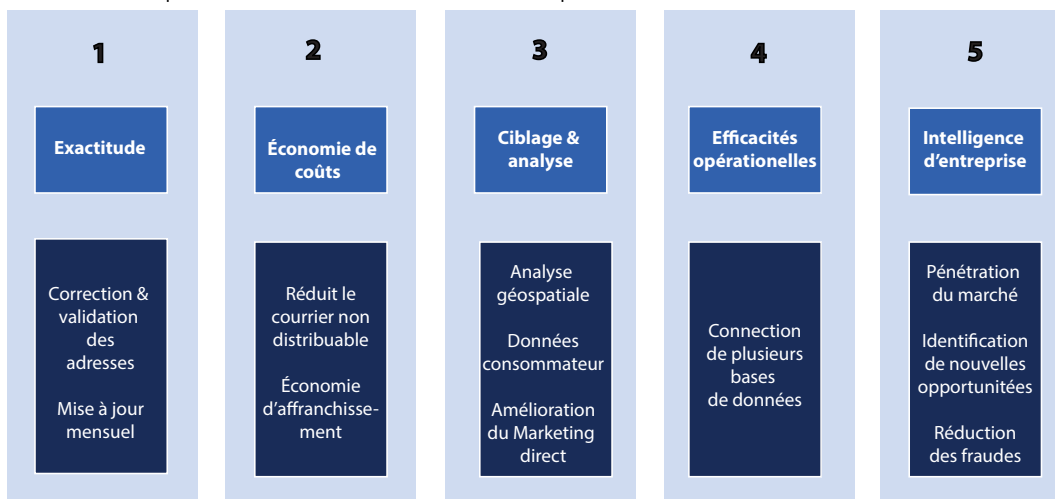 1
Exactitude
Correction &
validation
des
adresses
Mise à jour
mensuel
2
Économie de
coûts
Réduit le
courrier non
distribuable
Économie
d'affranchisse-
ment
3
Ciblage &
analyse
Analyse
géospatiale
Données
consommateur
Amélioration
du Marketing
direct
4
Efficacités
opérationelles
Connection
de plusieurs
bases
de données
5
Intelligence
d'entreprise
Pénétration
du marché
Identification
de nouvelles
opportunitées
Réduction
des fraudes